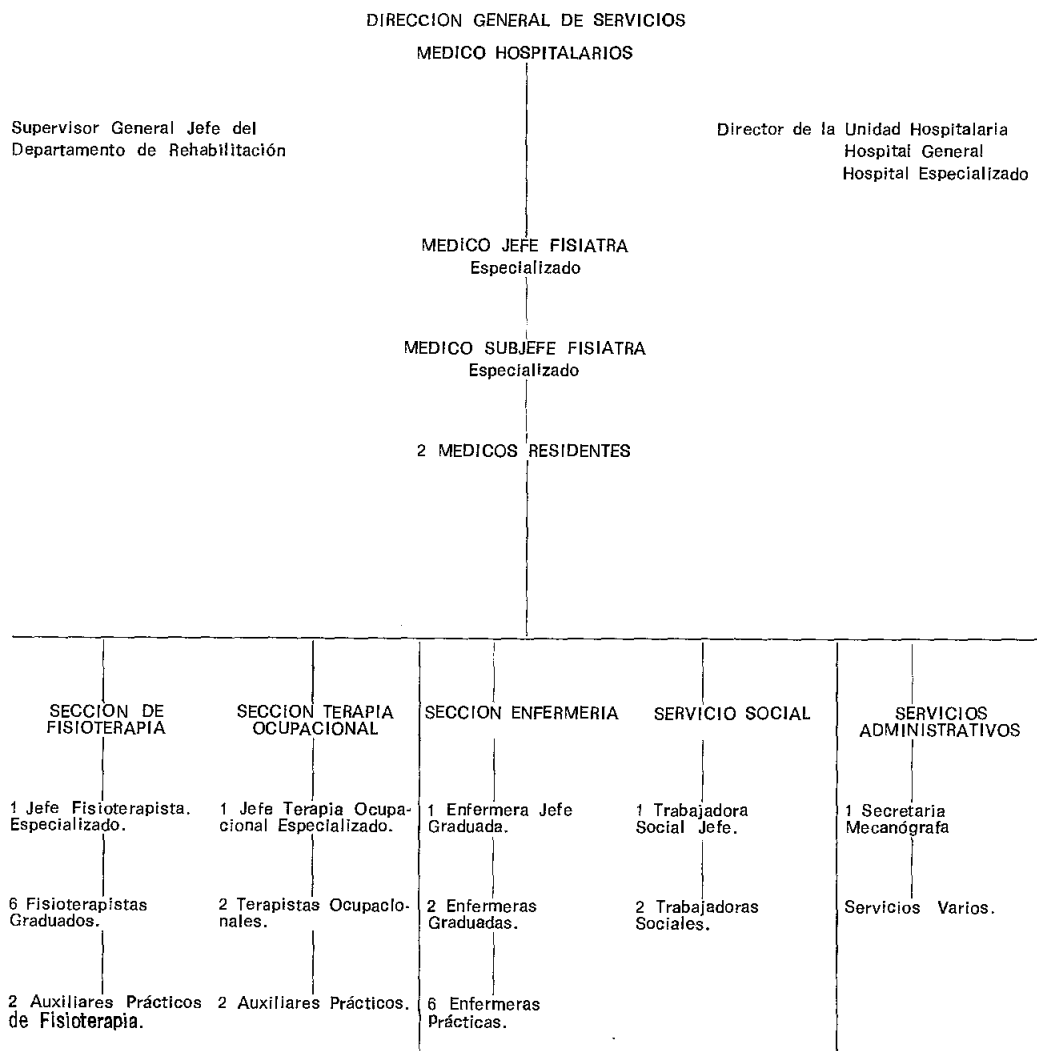 DIRECCION GENERAL DE SERVICIOS
MEDICO HOSPITALARIOS
Supervisor General Jefe del
Departamento de Rehabilitación
Director de la Unidad Hospitalaria
Hospital General
Hospital Especializado
MEDICO JEFE FISIATRA
Especializado
MEDICO SUBJEFE FISIATRA
Especializado
2 MEDICOS RESIDENTES
SECCION DE
FISIOTERAPIA
1 Jefe Fisioterapista.
Especializado.
6 Fisioterapistas
Graduados.
2 Auxiliares Prácticos
de Fisioterapia.
SECCION TERAPIA
OCUPACIONAL
1 Jefe Terapia Ocupa-
cional Especializado.
2 Terapistas Ocupacio-
nales.
2 Auxiliares Prácticos.
SECCION ENFERMERIA
1 Enfermera Jefe
Graduada.
2 Enfermeras
Graduadas.
6 Enfermeras
Prácticas.
SERVICIO SOCIAL
1 Trabajadora
Social Jefe.
2 Trabajadoras
Sociales.
SERVICIOS
ADMINISTRATIVOS
1 Secretaria
Mecanógrafa
Servicios Varios.